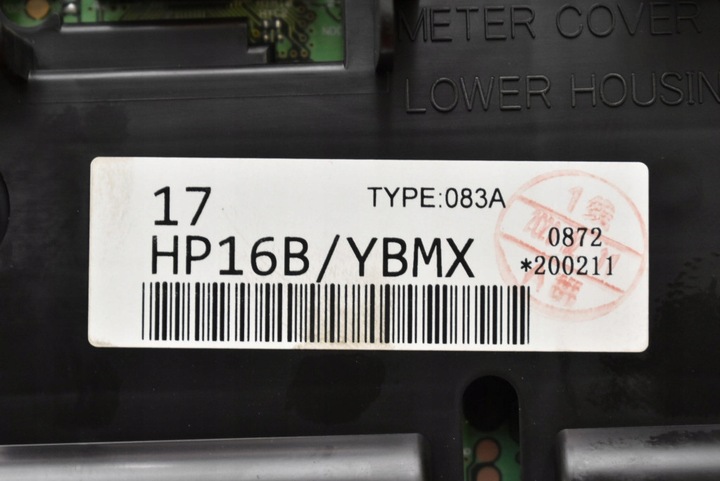 METER COVER
LOWER HOUSIN
17
TYPE:083A
HP16B/YBMX
0872
*200211